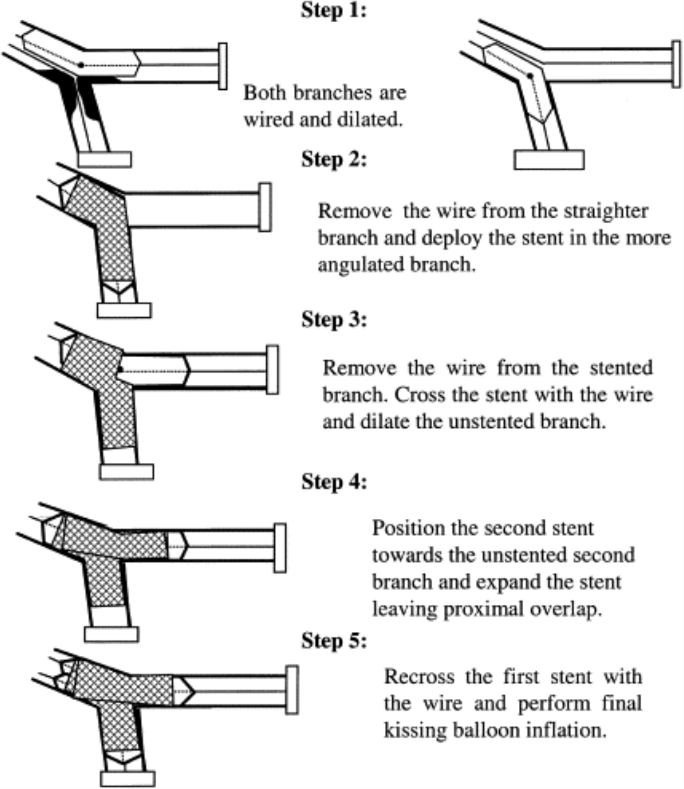 Step 1:
Both branches are
wired and dilated.
Step 2:
Remove the wire from the straighter
branch and deploy the stent in the more
angulated branch.
Step 3:
Remove the wire from the stented
branch. Cross the stent with the wire
and dilate the unstented branch.
Step 4:
Position the second stent
towards the unstented second
branch and expand the stent
leaving proximal overlap.
Step 5:
Recross the first stent with
the wire and perform final
kissing balloon inflation.